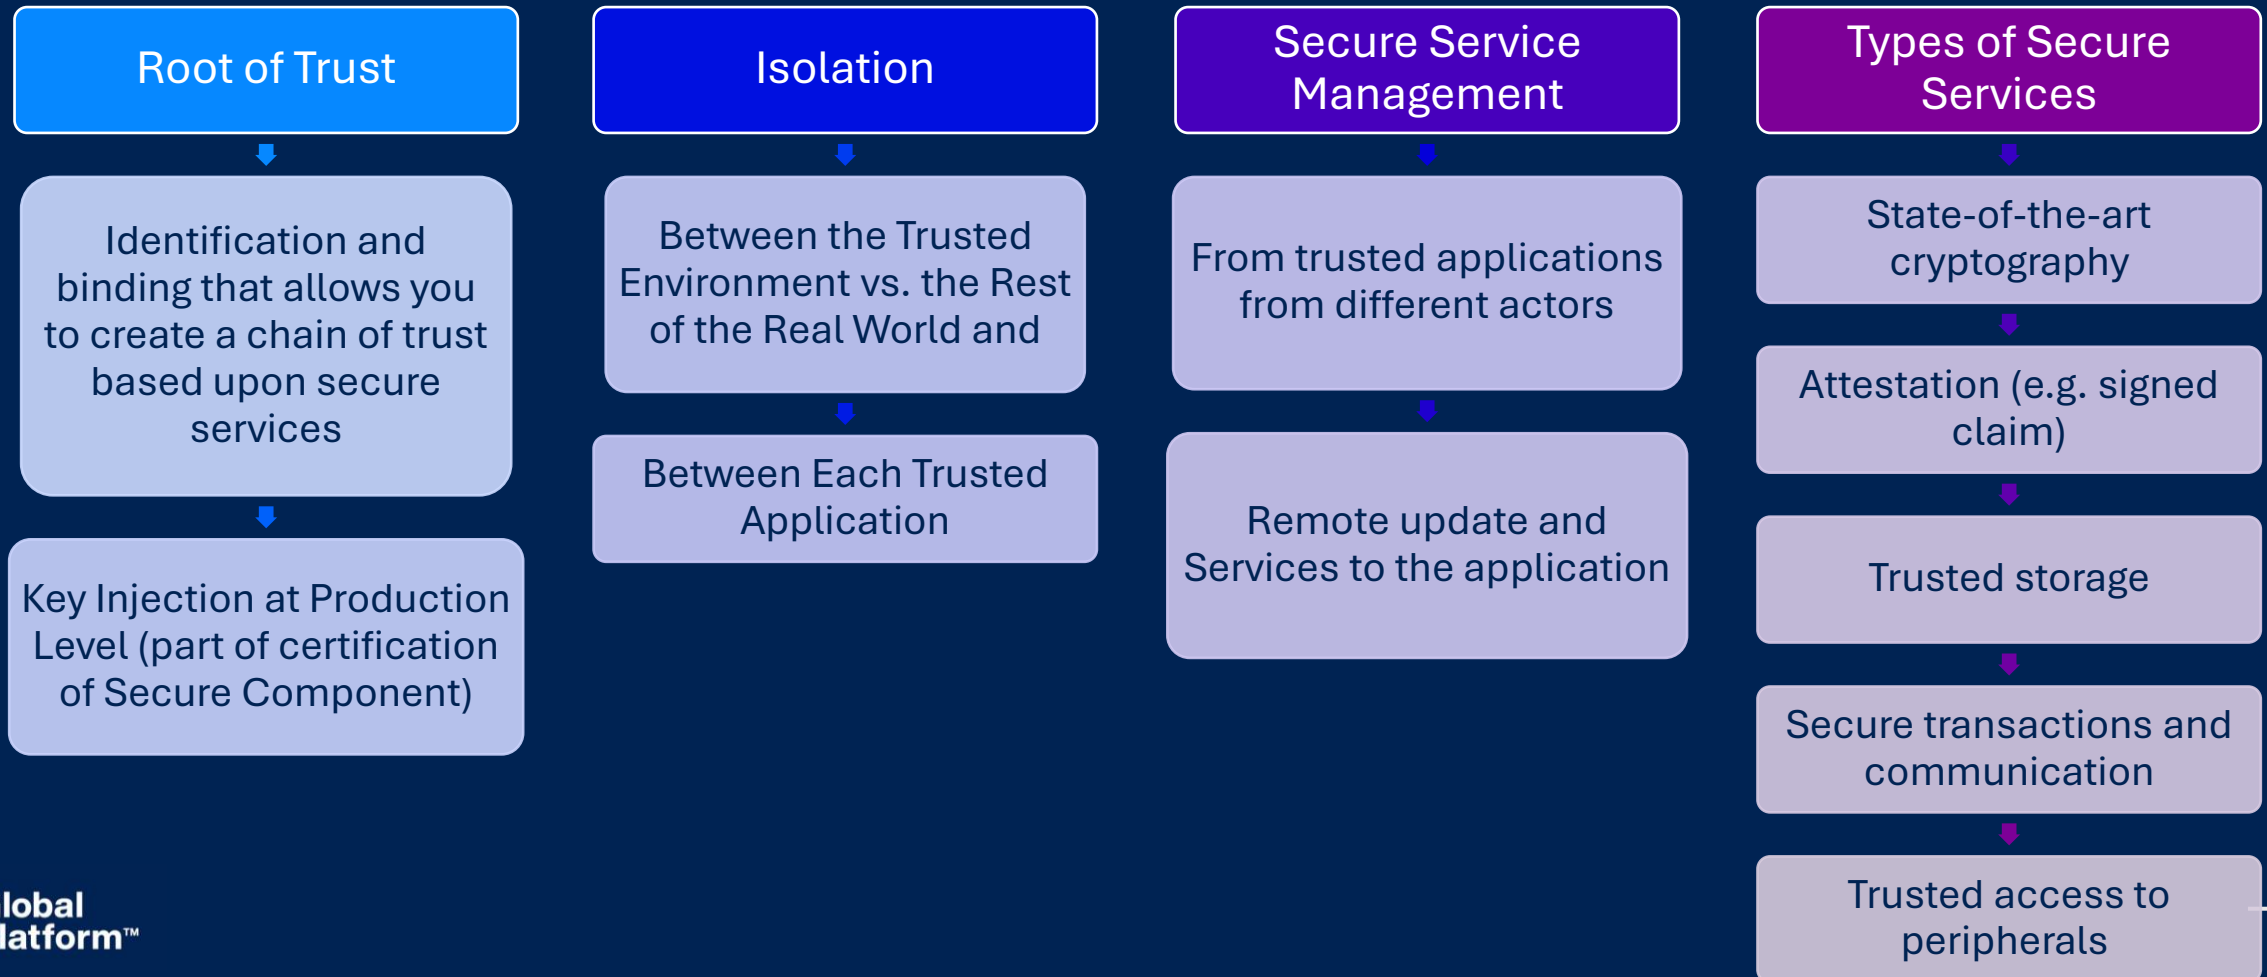 Root of Trust
Identification and
binding that allows you
to create a chain of trust
based upon secure
services
Key Injection at Production
Level (part of certification
of Secure Component)
Isolation
Between the Trusted
Environment vs. the Rest
of the Real World and
Between Each Trusted
Application
Secure Service
Management
From trusted applications
from different actors
Remote update and
Services to the application
Types of Secure
Services
State-of-the-art
cryptography
Attestation (e.g. signed
claim)
Trusted storage
Secure transactions and
communication
Trusted access to
peripherals
lobal
latform™